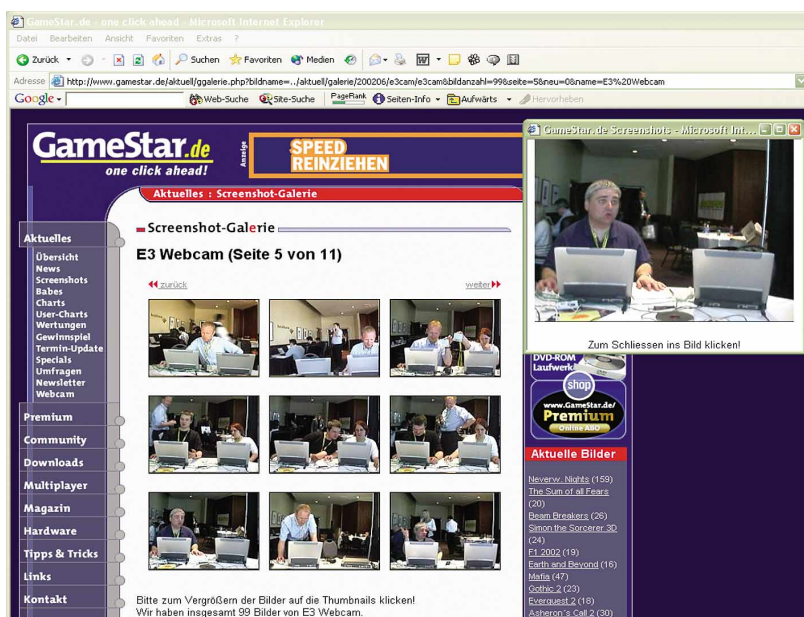 GameStar.de - one click ahead - Microsoft Internet Explorer
Datei Bearbeiten Ansicht Favoriten Extras ?
Zurück Suchen Favoriten Medien
Adresse http://www.gamestar.de/aktuell/ggalerie.php?bildname=../aktuell/galerie/200206/e3cam/e3cam&bildanzahl=99&seite=5&neu=0&name=E3%20Webcam
Google Web-Suche Site-Suche PageRank Seiten-Info Aufwärts Hervorheben
GameStar.de
one click ahead!
Anzeige
SPEED
REINZIEHEN
GameStar.de Screenshots - Microsoft Int...
Zum Schliessen ins Bild klicken!
Aktuelles : Screenshot-Galerie
Aktuelles
Übersicht
News
Screenshots
Babes
Charts
User-Charts
Wertungen
Gewinnspiel
Termin-Update
Specials
Umfragen
Newsletter
Webcam
Premium
Community
Downloads
Multiplayer
Magazin
Hardware
Tipps & Tricks
Links
Kontakt
Screenshot-Galerie
E3 Webcam (Seite 5 von 11)
zurück weiter
Bitte zum Vergrößern der Bilder auf die Thumbnails klicken!
Wir haben insgesamt 99 Bilder von E3 Webcam.
DVD-ROM
Laufwerk
shop
www.GameStar.de/
Premium
Online ABO
Aktuelle Bilder
Neverw. Nights (159)
The Sum of all Fears
(20)
Beam Breakers (26)
Simon the Sorcerer 3D
(24)
F1 2002 (19)
Earth and Beyond (16)
Mafia (47)
Gothic 2 (23)
Everquest 2 (18)
Asheron's Call 2 (30)